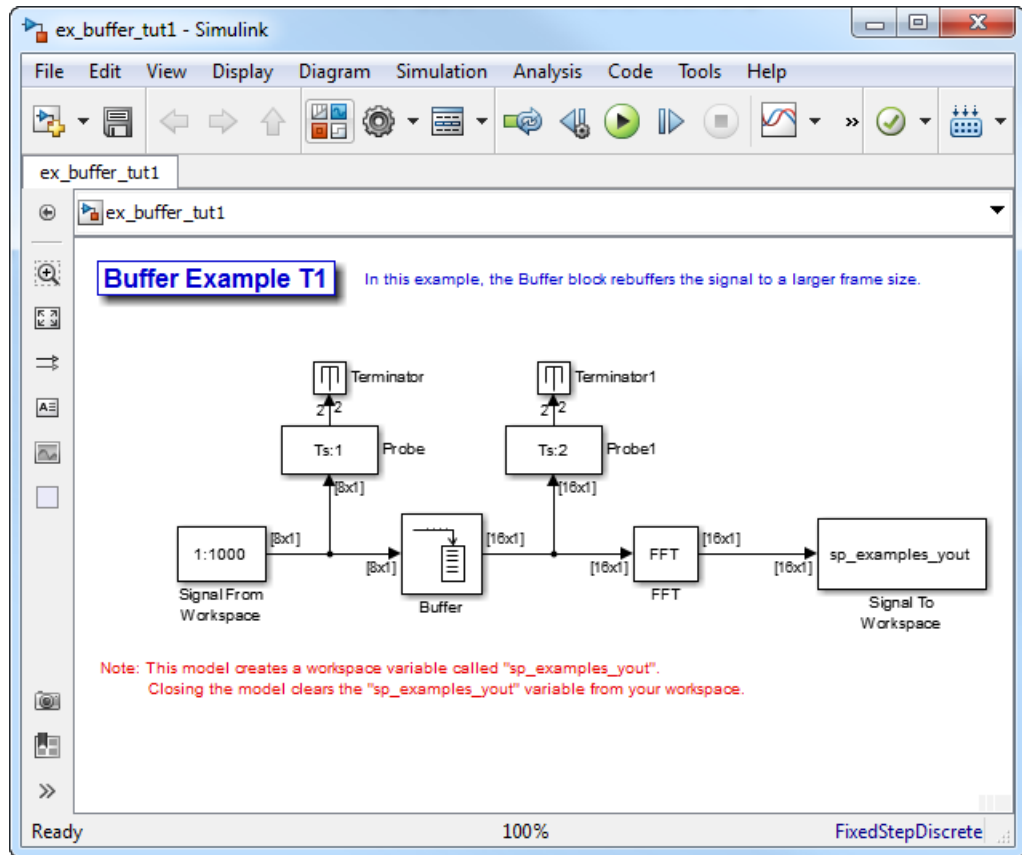 ex_buffer_tut1 - Simulink
File Edit View Display Diagram Simulation Analysis Code Tools Help
»
ex_buffer_tut1
ex_buffer_tut1
Buffer Example T1
In this example, the Buffer block rebuffers the signal to a larger frame size.
Terminator
Terminator1
2 2
2 2
Ts:1
Probe
Ts:2
Probe1
[8x1]
[16x1]
1:1000
[8x1]
[8x1]
[16x1]
[16x1]
FFT
[16x1]
[16x1]
sp_examples_yout
Signal From
Workspace
Buffer
FFT
Signal To
Workspace
Note: This model creates a workspace variable called "sp_examples_yout".
Closing the model clears the "sp_examples_yout" variable from your workspace.
Ready 100% FixedStepDiscrete